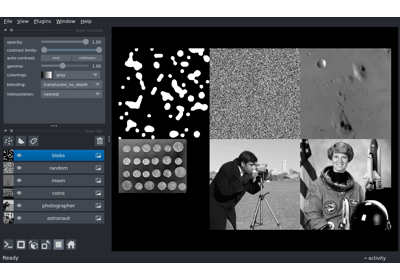 File View Plugins Window Help
opacity: 1.00
contrast limits:
auto-contrast: once continuous
gamma: 1.00
colormap: gray
blending: translucent_no_depth
interpolation: nearest
blobs
random
moon
coins
photographer
astronaut
Ready activity